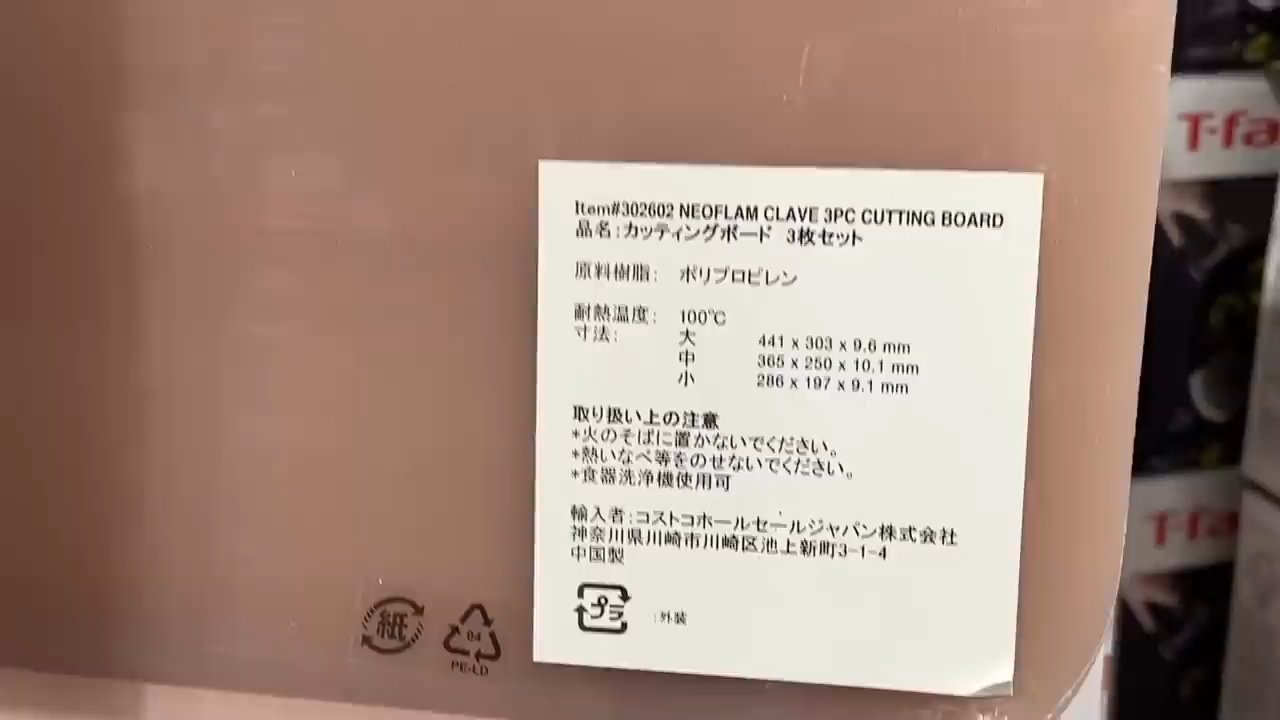 T-fa
Item#302602 NEOFLAM CLAVE 3PC CUTTING BOARD
品名:カッティングボード 3枚セット
原料樹脂: ポリプロピレン
耐熱温度: 100℃
寸法: 大 441 x 303 x 9.6 mm
中 365 x 250 x 10.1 mm
小 286 x 197 x 9.1 mm
取り扱い上の注意
*火のそばに置かないでください。
*熱いなべ等をのせないでください。
*食器洗浄機使用可
輸入者:コストコホールセールジャパン株式会社
神奈川県川崎市川崎区池上新町3-1-4
中国製
プラ :外装
紙
04
PE-LD
T-fa